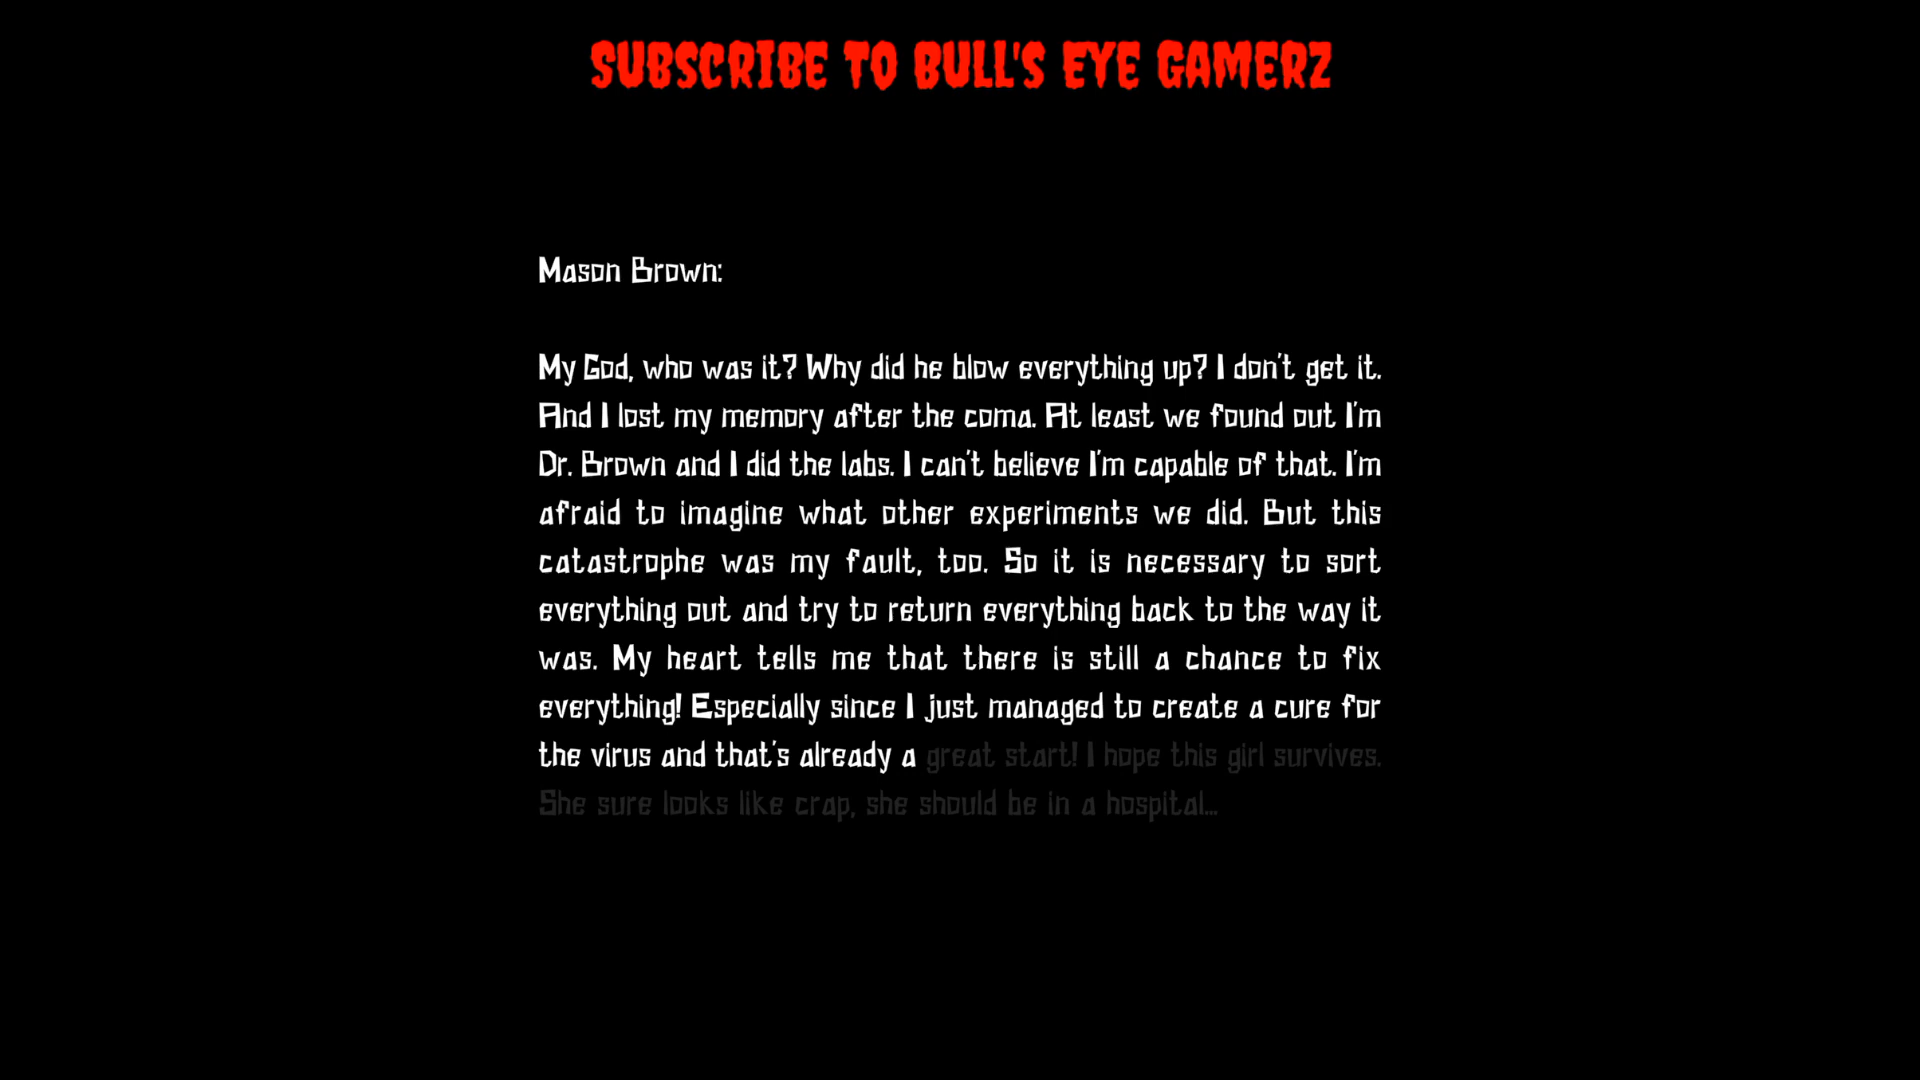 SUBSCRIBE TO BULL'S EYE GAMERZ
Mason Brown:
My God, who was it? Why did he blow everything up? I don't get it.
And I lost my memory after the coma. At least we found out I'm
Dr. Brown and I did the labs. I can't believe I'm capable of that. I'm
afraid to imagine what other experiments we did. But this
catastrophe was my fault, too. So it is necessary to sort
everything out and try to return everything back to the way it
was. My heart tells me that there is still a chance to fix
everything! Especially since I just managed to create a cure for
the virus and that's already a great start! I hope this girl survives.
She sure looks like crap, she should be in a hospital...